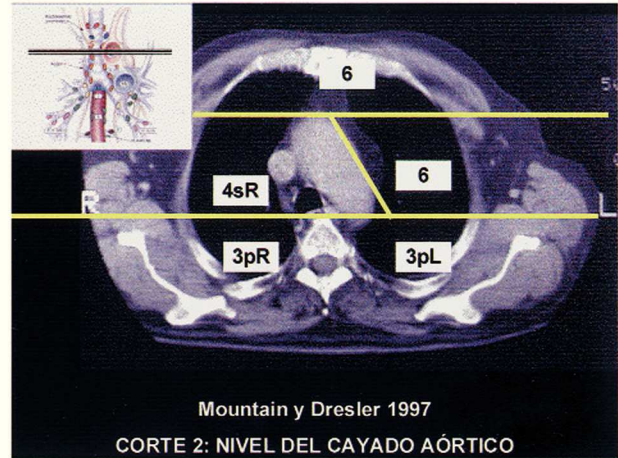 6
6
4sR
R
L
3pR
3pL
Mountain y Dresler 1997
CORTE 2: NIVEL DEL CAYADO AÓRTICO